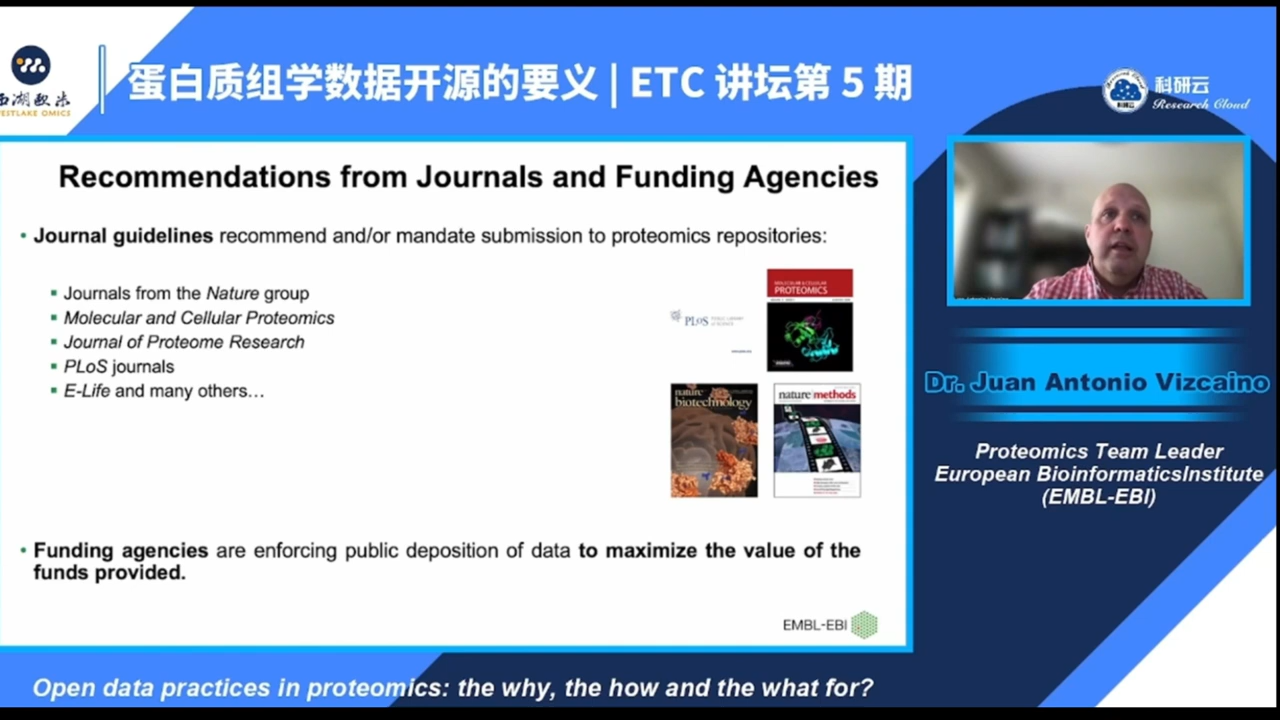 西湖欧米
WESTLAKE OMICS
蛋白质组学数据开源的要义 | ETC 讲坛第 5 期
科研云
Research Cloud
Recommendations from Journals and Funding Agencies
• Journal guidelines recommend and/or mandate submission to proteomics repositories:
▪ Journals from the Nature group
▪ Molecular and Cellular Proteomics
▪ Journal of Proteome Research
▪ PLoS journals
▪ E-Life and many others…
PLoS PUBLIC LIBRARY
of SCIENCE
MOLECULAR & CELLULAR
PROTEOMICS
nature
biotechnology
nature methods
• Funding agencies are enforcing public deposition of data to maximize the value of the
funds provided.
EMBL-EBI
Dr. Juan Antonio Vizcaino
Proteomics Team Leader
European BioinformaticsInstitute
(EMBL-EBI)
Open data practices in proteomics: the why, the how and the what for?